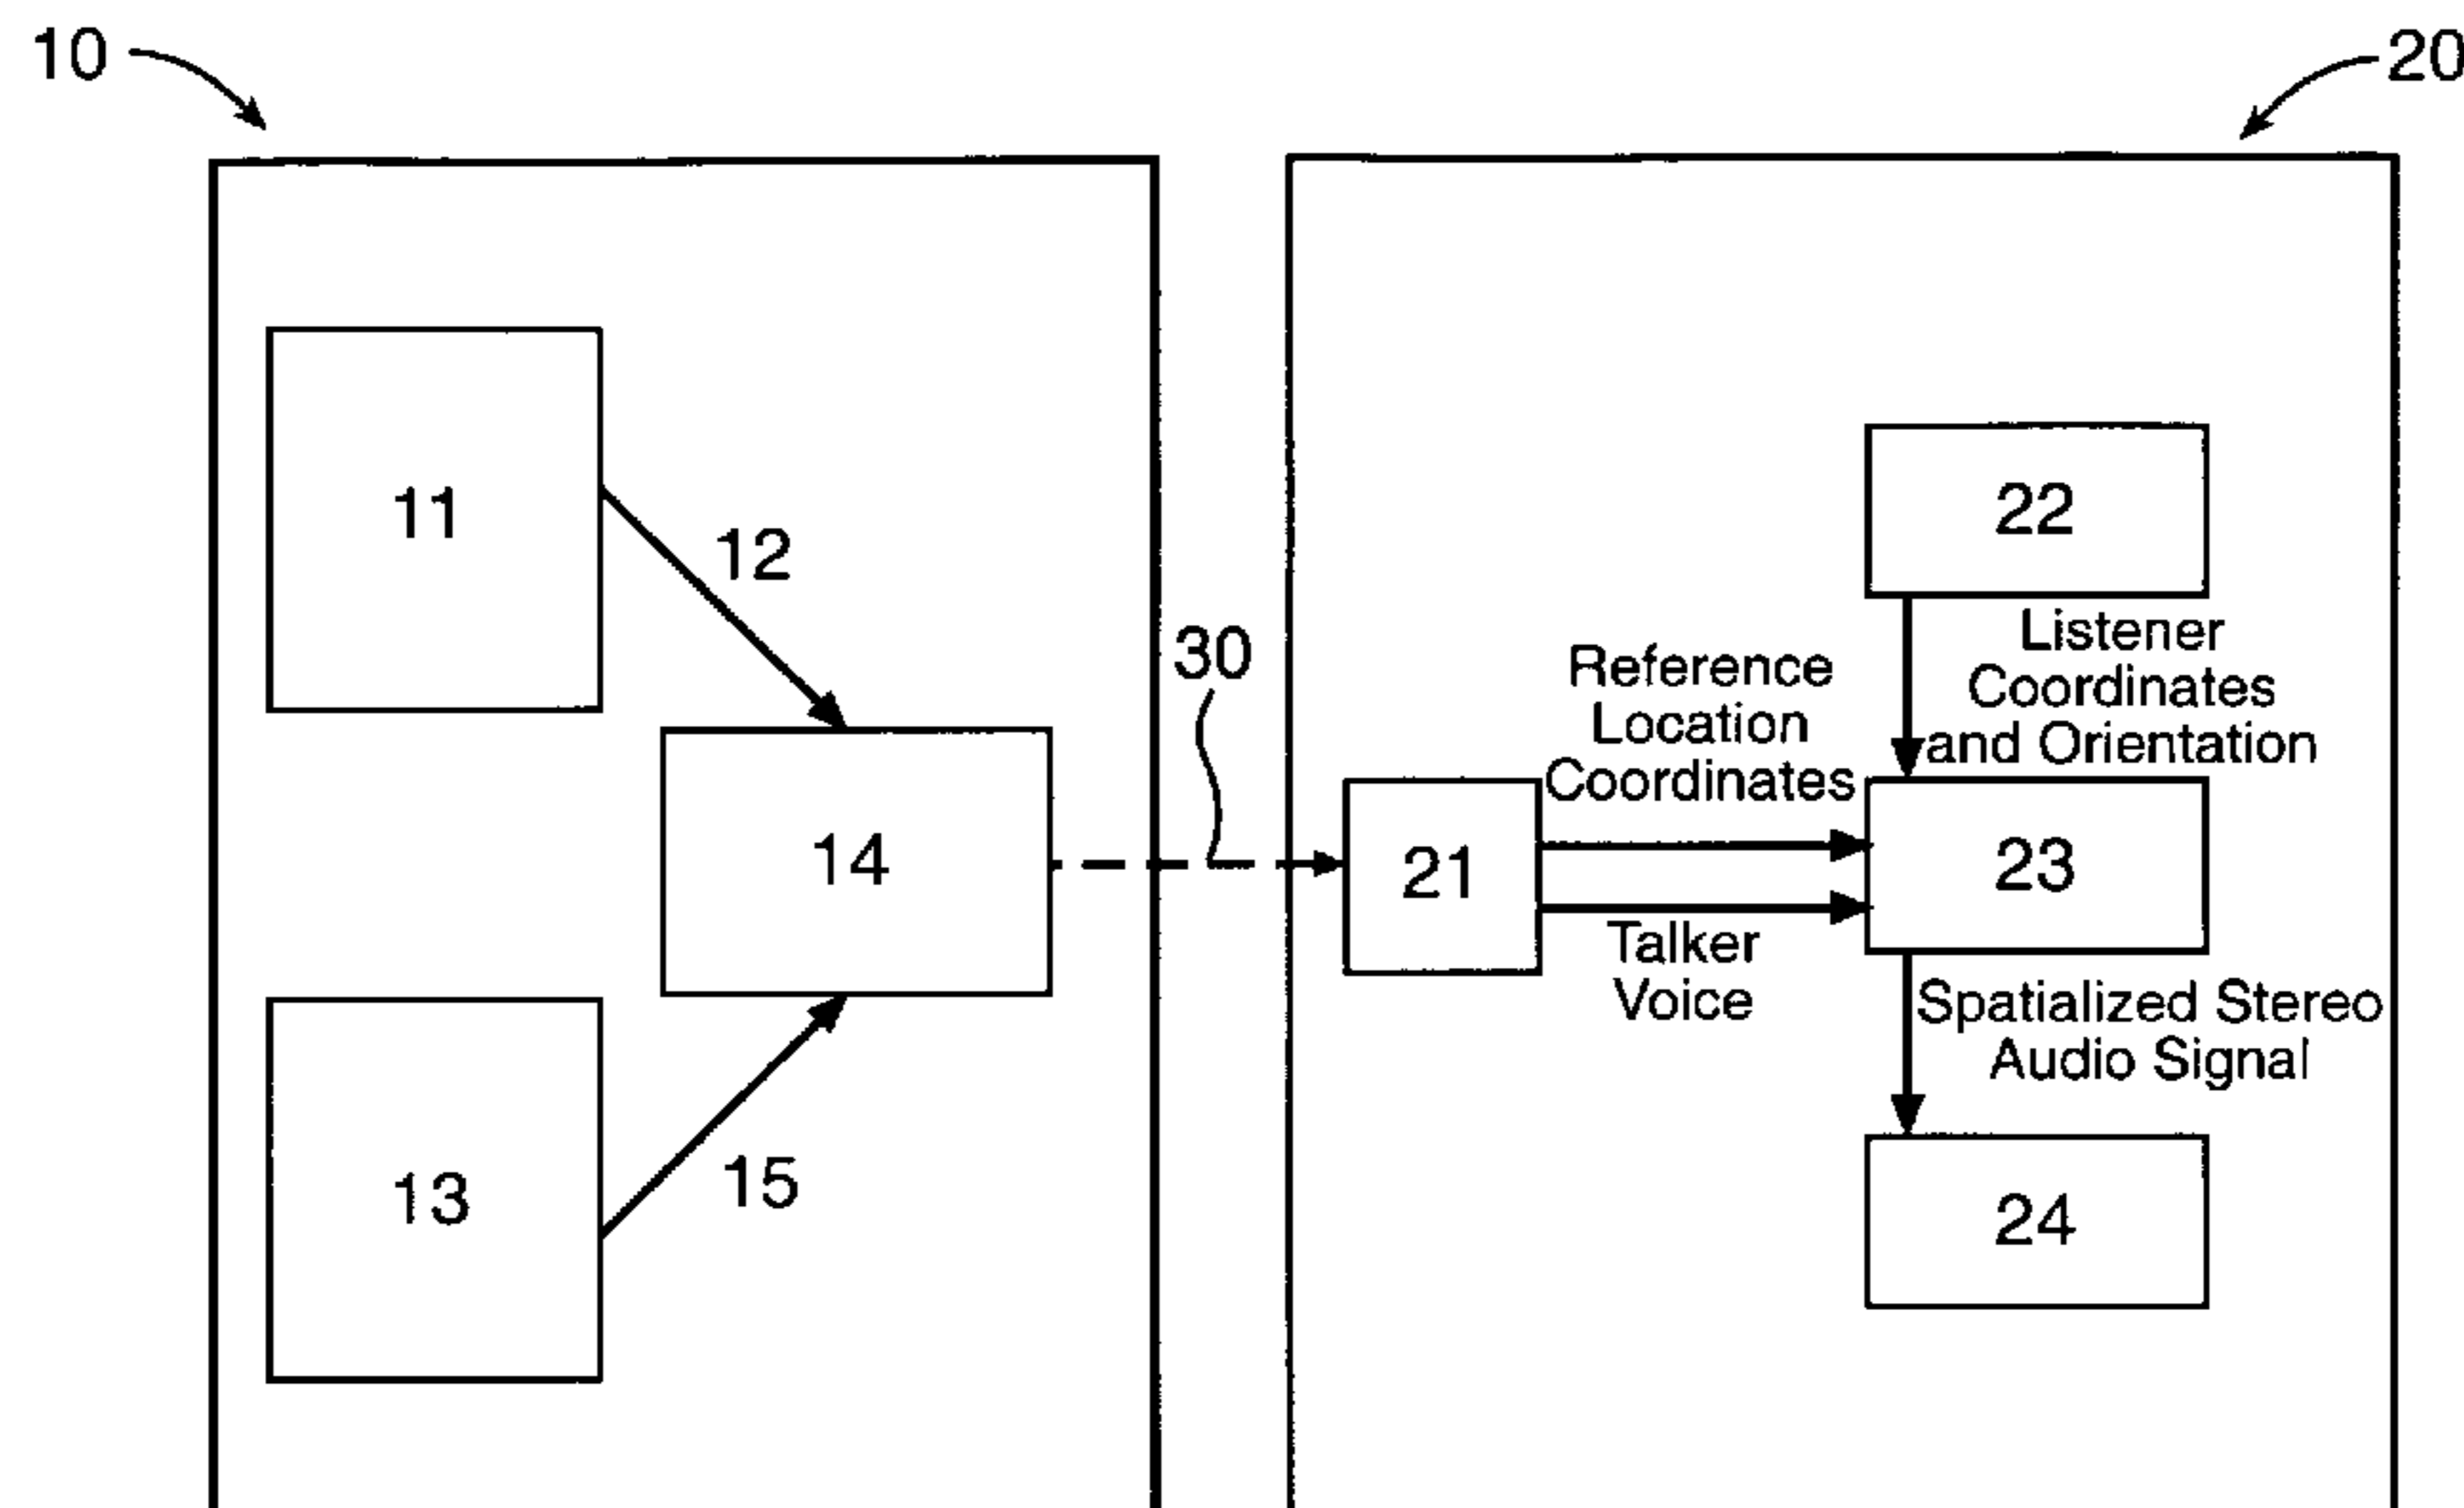 10
20
11
12
22
30
Listener
Coordinates
and Orientation
Reference
Location
Coordinates
14
21
23
Talker
Voice
Spatialized Stereo
Audio Signal
13
15
24